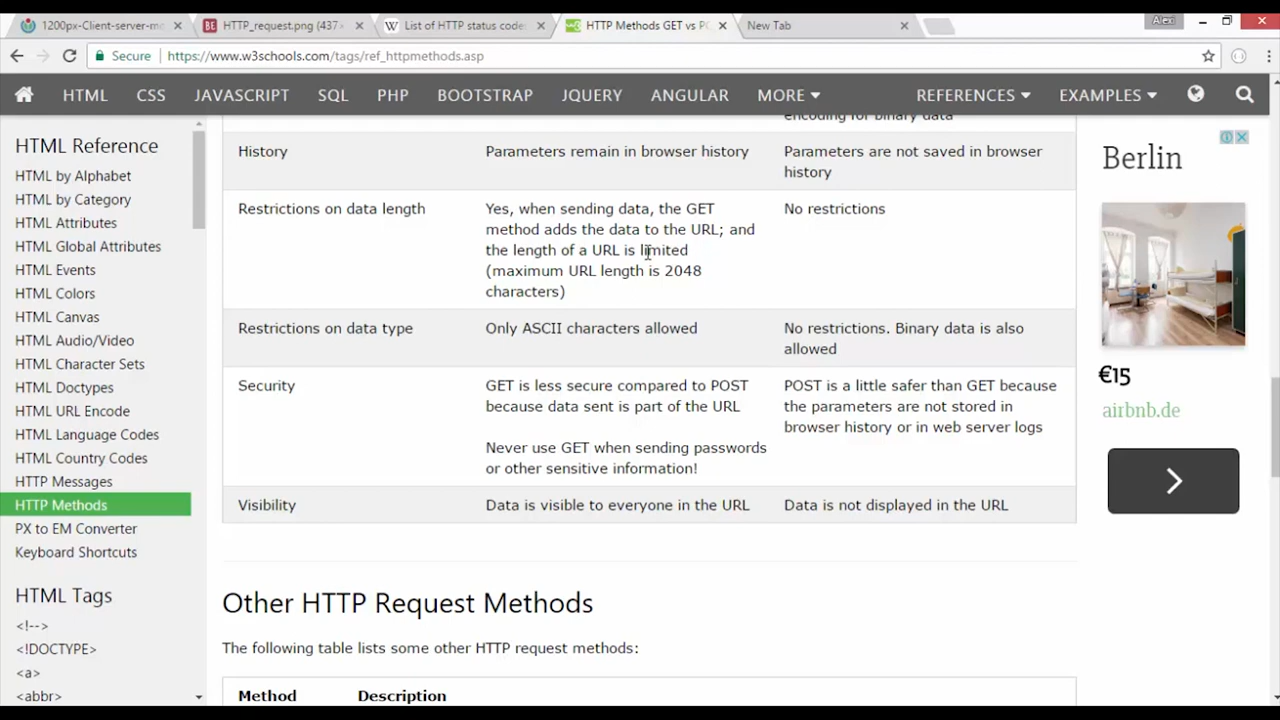 1200px-Client-server-mo
HTTP_request.png (437×
List of HTTP status code
HTTP Methods GET vs PO
New Tab
Alexi
Secure
https://www.w3schools.com/tags/ref_httpmethods.asp
HTML CSS JAVASCRIPT SQL PHP BOOTSTRAP JQUERY ANGULAR MORE REFERENCES EXAMPLES
HTML Reference
HTML by Alphabet
HTML by Category
HTML Attributes
HTML Global Attributes
HTML Events
HTML Colors
HTML Canvas
HTML Audio/Video
HTML Character Sets
HTML Doctypes
HTML URL Encode
HTML Language Codes
HTML Country Codes
HTTP Messages
HTTP Methods
PX to EM Converter
Keyboard Shortcuts
HTML Tags
<!-->
<!DOCTYPE>
<a>
<abbr>
encoding for binary data
History
Parameters remain in browser history
Parameters are not saved in browser
history
Restrictions on data length
Yes, when sending data, the GET
method adds the data to the URL; and
the length of a URL is limited
(maximum URL length is 2048
characters)
No restrictions
Restrictions on data type
Only ASCII characters allowed
No restrictions. Binary data is also
allowed
Security
GET is less secure compared to POST
because data sent is part of the URL
Never use GET when sending passwords
or other sensitive information!
POST is a little safer than GET because
the parameters are not stored in
browser history or in web server logs
Visibility
Data is visible to everyone in the URL
Data is not displayed in the URL
Other HTTP Request Methods
The following table lists some other HTTP request methods:
Method
Description
Berlin
€15
airbnb.de